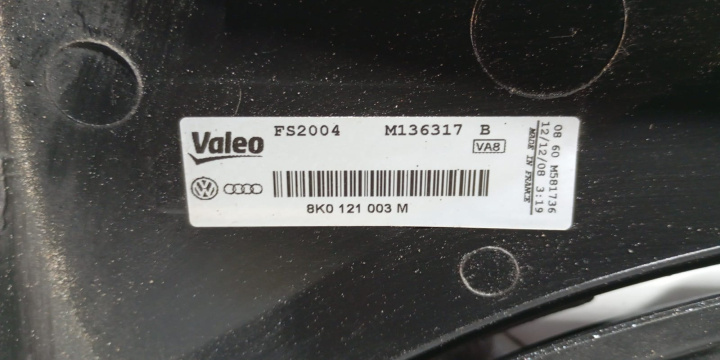 Valeo
FS2004 M136317 B
VA8
8K0 121 003 M
08 60 M581736
12/12/08 3:19
MADE IN FRANCE